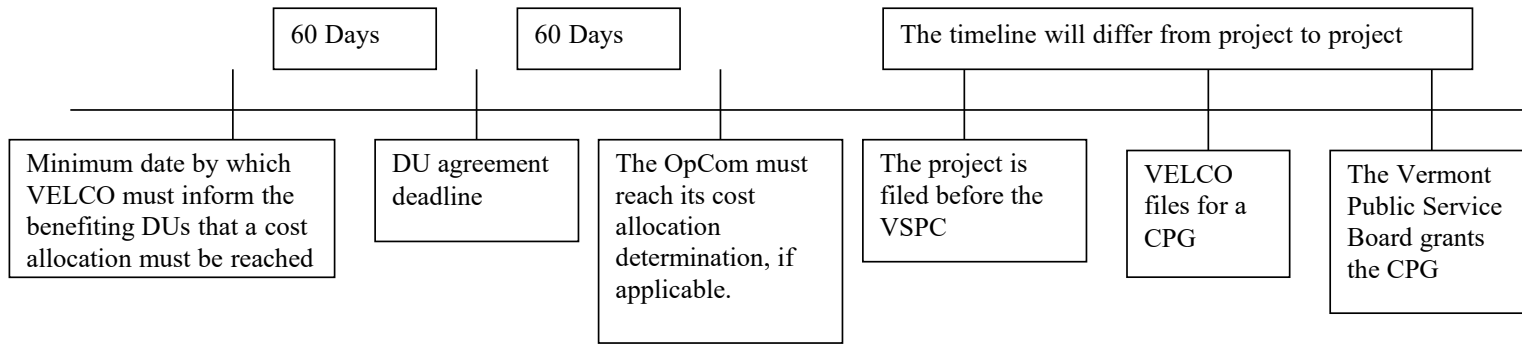 60 Days
60 Days
The timeline will differ from project to project
Minimum date by which
VELCO must inform the
benefiting DUs that a cost
allocation must be reached
DU agreement
deadline
The OpCom must
reach its cost
allocation
determination, if
applicable.
The project is
filed before the
VSPC
VELCO
files for a
CPG
The Vermont
Public Service
Board grants
the CPG